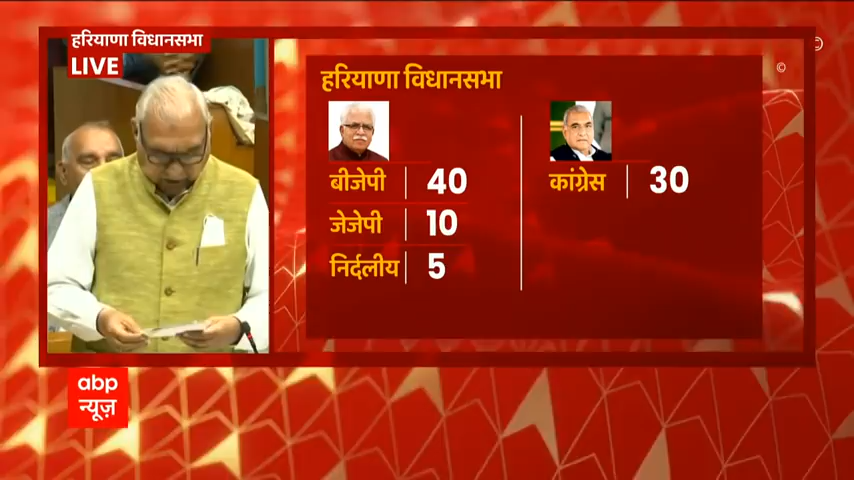 हरियाणा विधानसभा
LIVE
हरियाणा विधानसभा
बीजेपी 40
जेजेपी 10
निर्दलीय 5
कांग्रेस 30
©
©
abp
न्यूज़